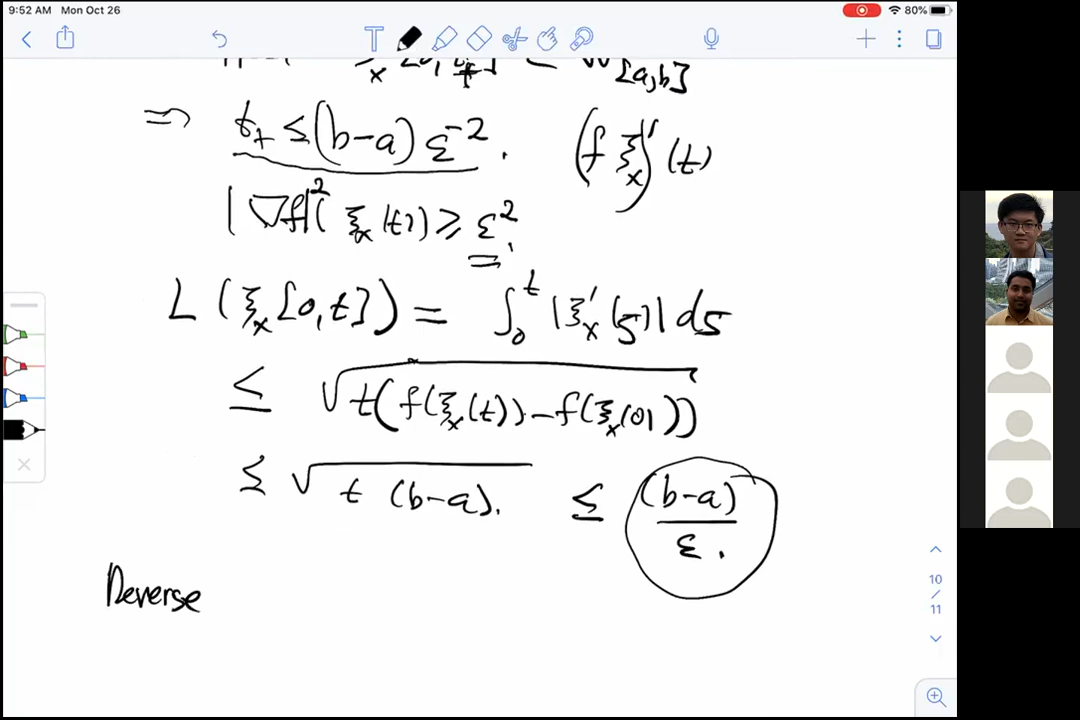 9:52 AM Mon Oct 26
80%
[a,b]
⇒ t₊ ≤ (b-a) ε⁻². (f ξₓ)'(t)
|∇f|²(ξₓ(t)) ≥ ε².
L(ξₓ[0,t]) = ∫₀ᵗ |ξₓ'(s)| ds
≤ √(t(f(ξₓ(t)) - f(ξₓ(0))))
≤ √(t (b-a)). ≤ (b-a)/ε.
Reverse
10
/
11